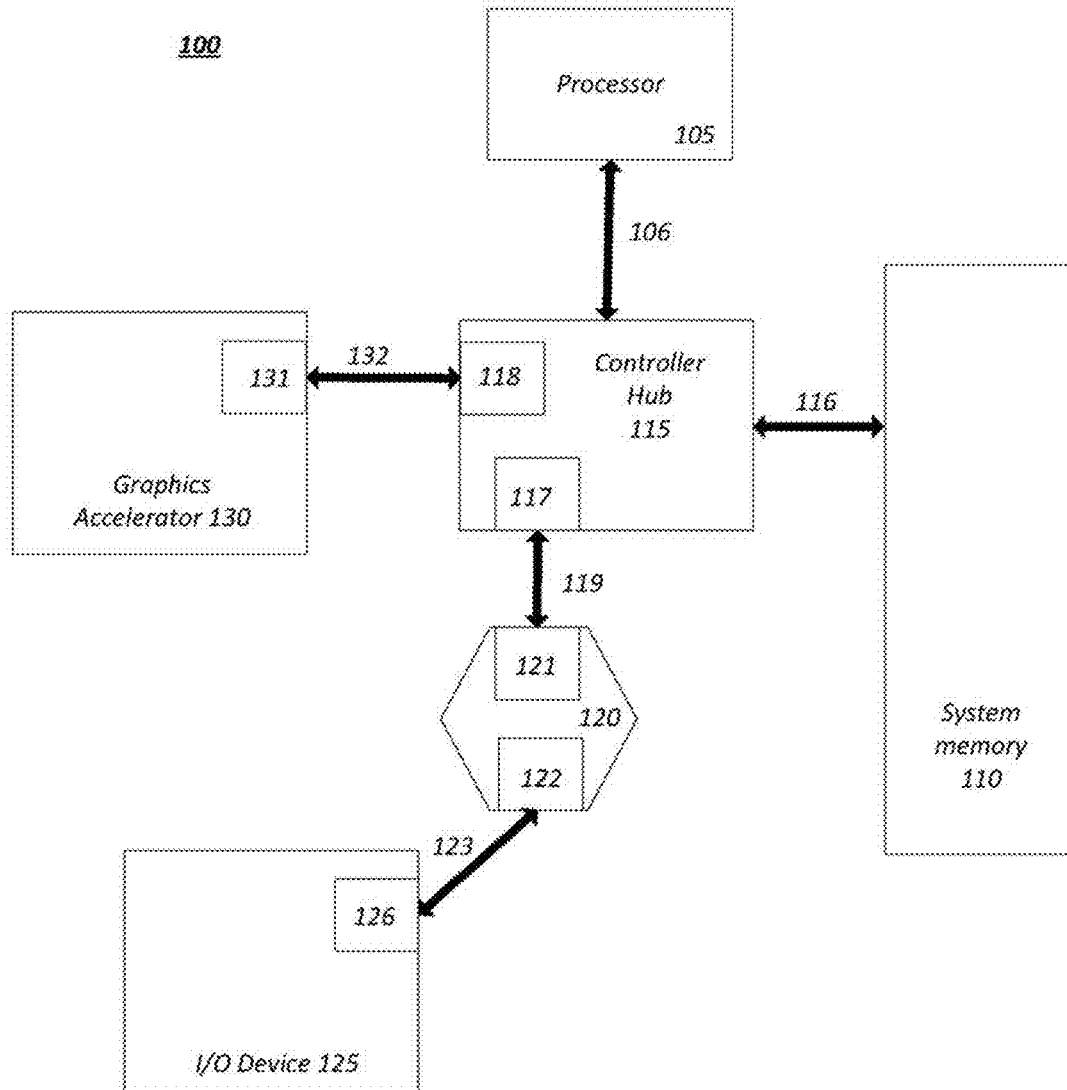 100
Processor
105
106
132
131
118
Controller
Hub
115
116
Graphics
Accelerator 130
117
119
121
120
122
System
memory
110
123
126
I/O Device 125